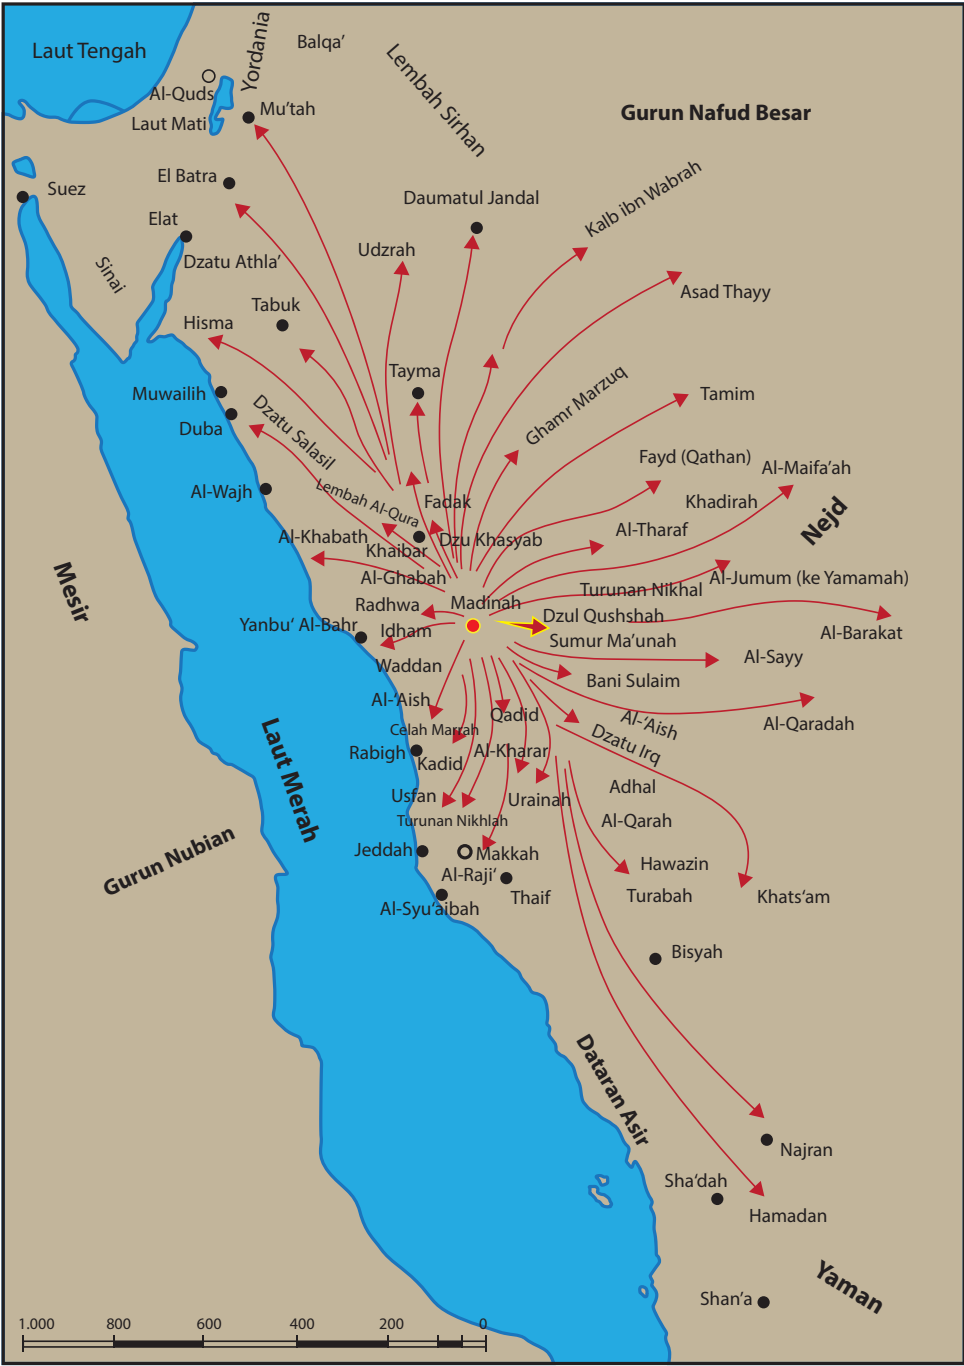 Laut Tengah
Yordania
Balqa’
Lembah Sirhan
Al-Quds
Laut Mati
Mu’tah
Gurun Nafud Besar
Suez
El Batra
Daumatul Jandal
Kalb ibn Wabrah
Elat
Sinai
Dzatu Athla’
Udzrah
Asad Thayy
Tabuk
Hisma
Tayma
Ghamr Marzuq
Tamim
Muwailih
Duba
Dzatu Salasil
Fayd (Qathan)
Al-Maifa’ah
Al-Wajh
Lembah Al-Qura
Fadak
Khadirah
Nejd
Al-Khabath
Khaibar
Dzu Khasyab
Al-Tharaf
Mesir
Al-Ghabah
Turunan Nikhal
Al-Jumum (ke Yamamah)
Radhwa
Madinah
Dzul Qushshah
Yanbu‘ Al-Bahr
Idham
Sumur Ma’unah
Al-Barakat
Waddan
Bani Sulaim
Al-Sayy
Al-‘Aish
Qadid
Al-‘Aish
Al-Qaradah
Celah Marrah
Dzatu Irq
Laut Merah
Rabigh
Kadid
Al-Kharar
Usfan
Urainah
Adhal
Turunan Nikhlah
Al-Qarah
Gurun Nubian
Jeddah
Makkah
Hawazin
Al-Raji‘
Thaif
Turabah
Khats‘am
Al-Syu‘aibah
Bisyah
Dataran Asir
Najran
Sha‘dah
Hamadan
Yaman
Shan’a
1.000 800 600 400 200 0